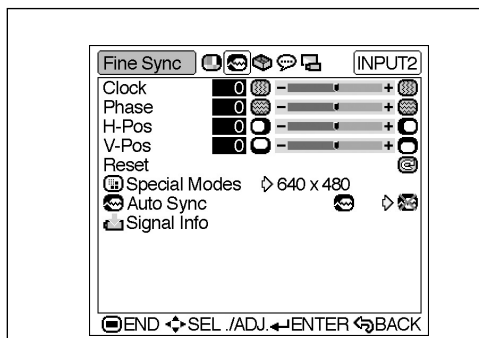 Fine Sync INPUT2
Clock 0 - +
Phase 0 - +
H-Pos 0 - +
V-Pos 0 - +
Reset
Special Modes 640 x 480
Auto Sync
Signal Info
END SEL ./ADJ. ENTER BACK